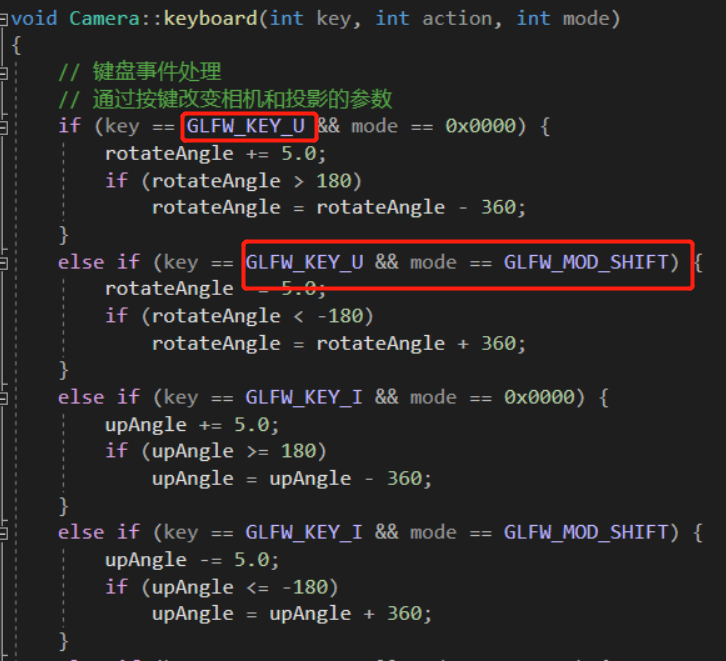 void Camera::keyboard(int key, int action, int mode)
{
// 键盘事件处理
// 通过按键改变相机和投影的参数
if (key == GLFW_KEY_U && mode == 0x0000) {
rotateAngle += 5.0;
if (rotateAngle > 180)
rotateAngle = rotateAngle - 360;
}
else if (key == GLFW_KEY_U && mode == GLFW_MOD_SHIFT) {
rotateAngle -= 5.0;
if (rotateAngle < -180)
rotateAngle = rotateAngle + 360;
}
else if (key == GLFW_KEY_I && mode == 0x0000) {
upAngle += 5.0;
if (upAngle >= 180)
upAngle = upAngle - 360;
}
else if (key == GLFW_KEY_I && mode == GLFW_MOD_SHIFT) {
upAngle -= 5.0;
if (upAngle <= -180)
upAngle = upAngle + 360;
}